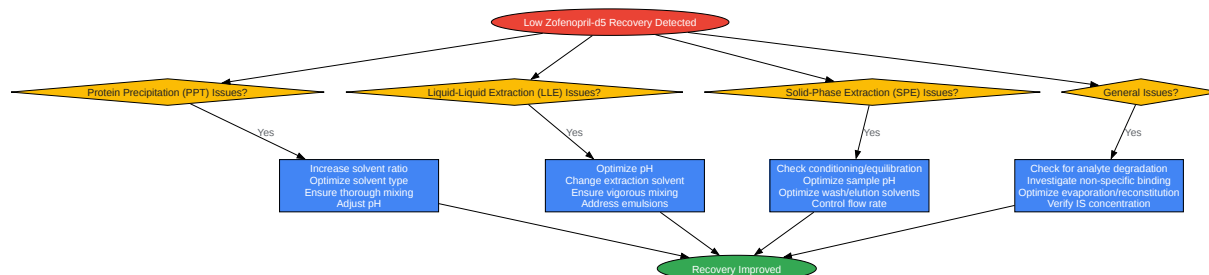 Low Zofenopril-d5 Recovery Detected
Protein Precipitation (PPT) Issues?
Liquid-Liquid Extraction (LLE) Issues?
Solid-Phase Extraction (SPE) Issues?
General Issues?
Yes
Yes
Yes
Yes
Increase solvent ratio
Optimize solvent type
Ensure thorough mixing
Adjust pH
Optimize pH
Change extraction solvent
Ensure vigorous mixing
Address emulsions
Check conditioning/equilibration
Optimize sample pH
Optimize wash/elution solvents
Control flow rate
Check for analyte degradation
Investigate non-specific binding
Optimize evaporation/reconstitution
Verify IS concentration
Recovery Improved